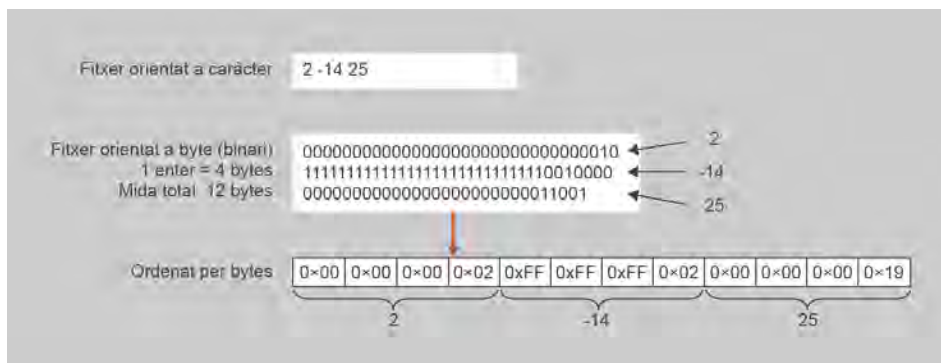 Fitxer orientat a caràcter 2 -14 25
Fitxer orientat a byte (binari)
1 enter = 4 bytes
Mida total 12 bytes
00000000000000000000000000000010
11111111111111111111111110010000
00000000000000000000000011001
2
-14
25
Ordenat per bytes 0×00 0×00 0×00 0×02 0xFF 0xFF 0xFF 0×02 0×00 0×00 0×00 0×19
2 -14 25